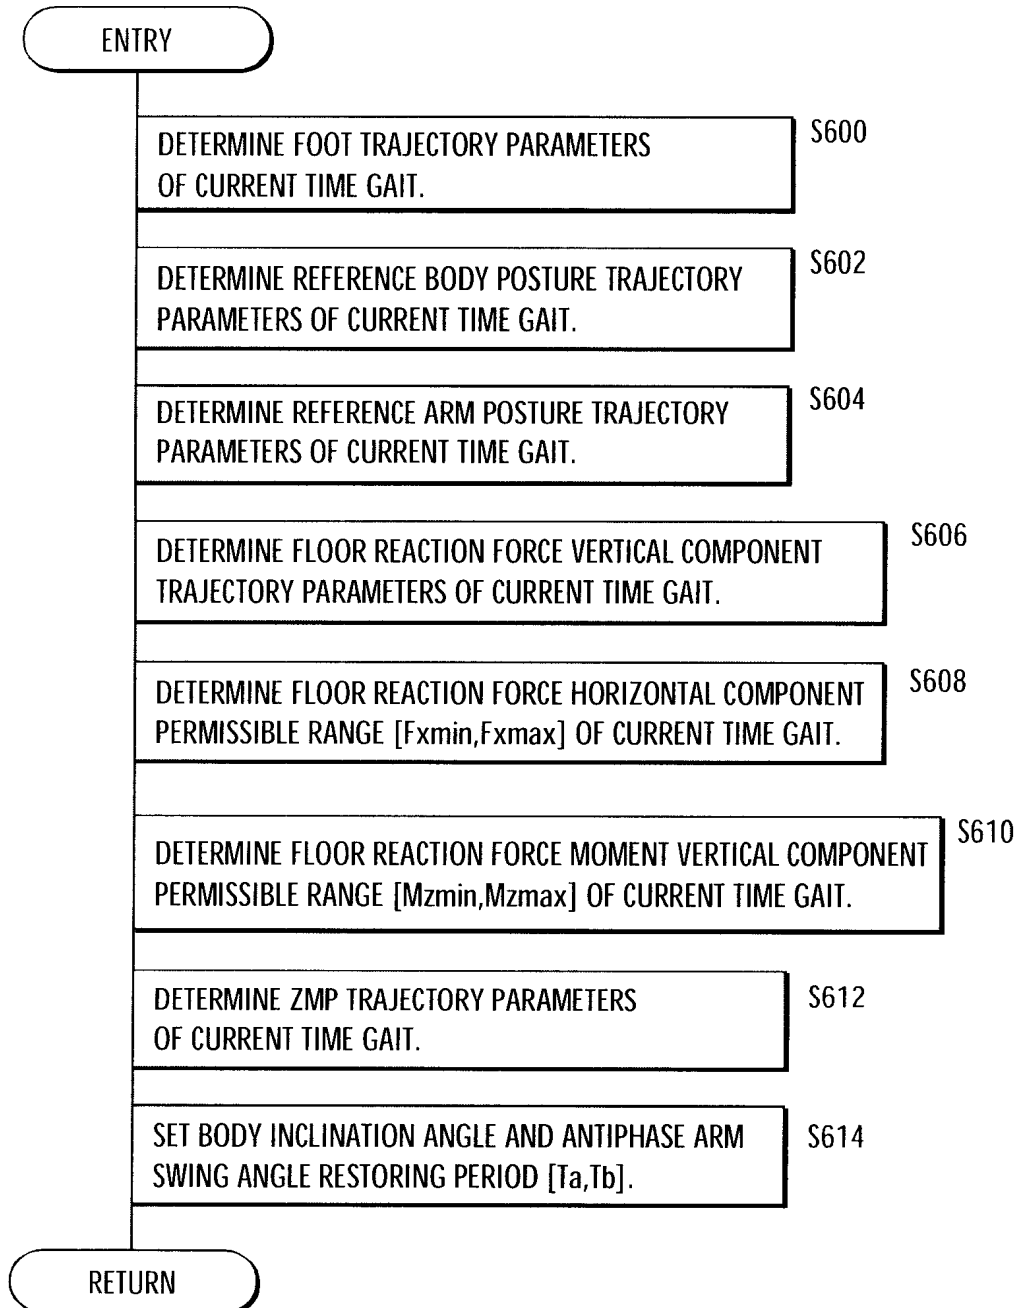 ENTRY
DETERMINE FOOT TRAJECTORY PARAMETERS
OF CURRENT TIME GAIT.
S600
DETERMINE REFERENCE BODY POSTURE TRAJECTORY
PARAMETERS OF CURRENT TIME GAIT.
S602
DETERMINE REFERENCE ARM POSTURE TRAJECTORY
PARAMETERS OF CURRENT TIME GAIT.
S604
DETERMINE FLOOR REACTION FORCE VERTICAL COMPONENT
TRAJECTORY PARAMETERS OF CURRENT TIME GAIT.
S606
DETERMINE FLOOR REACTION FORCE HORIZONTAL COMPONENT
PERMISSIBLE RANGE [Fxmin,Fxmax] OF CURRENT TIME GAIT.
S608
DETERMINE FLOOR REACTION FORCE MOMENT VERTICAL COMPONENT
PERMISSIBLE RANGE [Mzmin,Mzmax] OF CURRENT TIME GAIT.
S610
DETERMINE ZMP TRAJECTORY PARAMETERS
OF CURRENT TIME GAIT.
S612
SET BODY INCLINATION ANGLE AND ANTIPHASE ARM
SWING ANGLE RESTORING PERIOD [Ta,Tb].
S614
RETURN